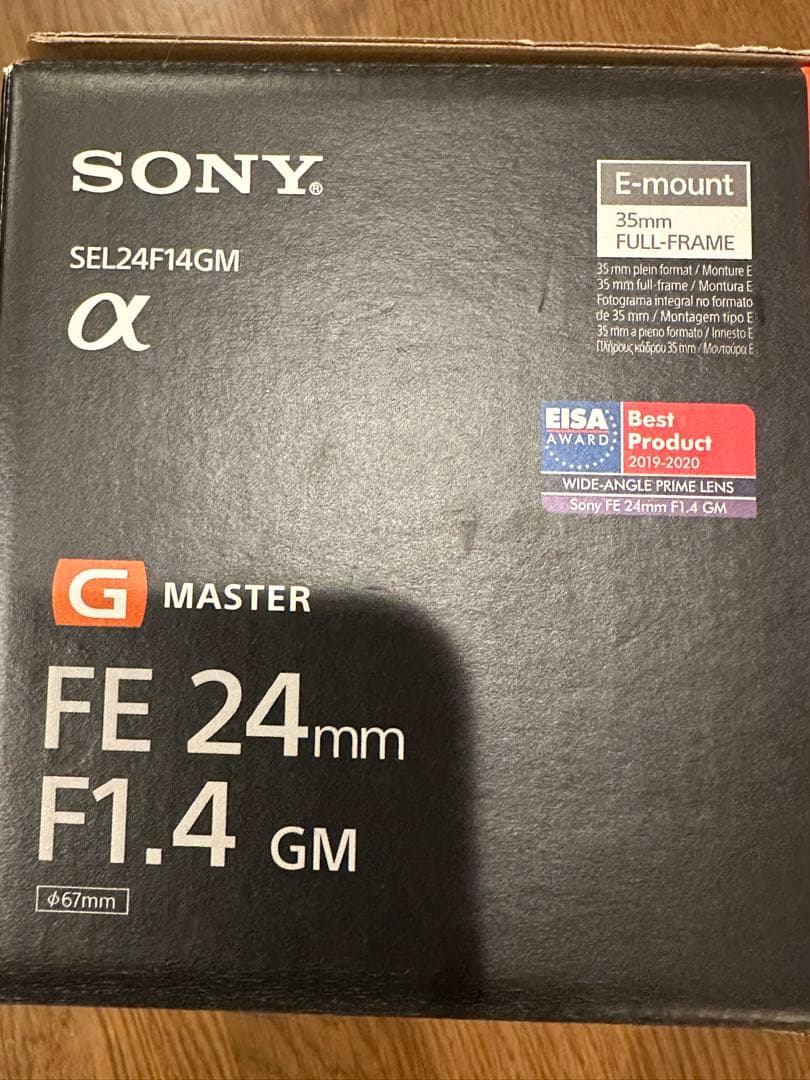 SONY®
SEL24F14GM
α
E-mount
35mm
FULL-FRAME
35 mm plein format / Monture E
35 mm full-frame / Montura E
Fotograma integral no formato
de 35 mm / Montagem tipo E
35 mm a pieno formato / Innesto E
Πλήρους κάδρου 35 mm / Μοντούρα E
EISA
AWARD
Best
Product
2019-2020
WIDE-ANGLE PRIME LENS
Sony FE 24mm F1.4 GM
G MASTER
FE 24mm
F1.4 GM
ϕ67mm